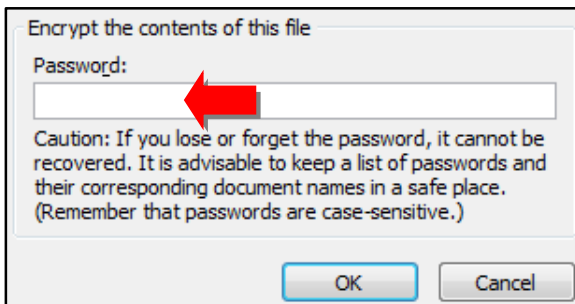 Encrypt the contents of this file
Password:
Caution: If you lose or forget the password, it cannot be
recovered. It is advisable to keep a list of passwords and
their corresponding document names in a safe place.
(Remember that passwords are case-sensitive.)
OK Cancel